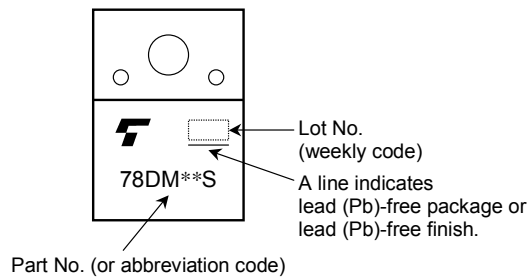 Lot No.
(weekly code)
78DM**S
A line indicates
lead (Pb)-free package or
lead (Pb)-free finish.
Part No. (or abbreviation code)